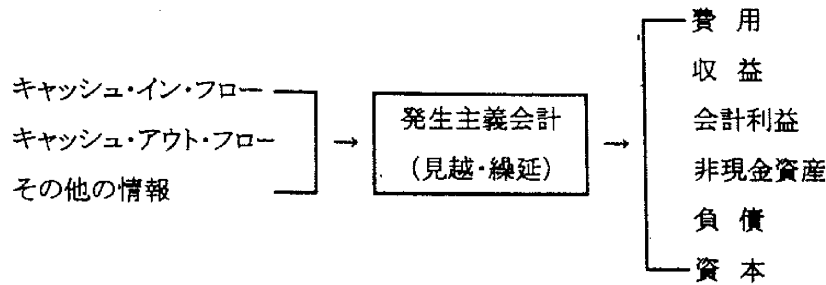 キャッシュ・イン・フロー
キャッシュ・アウト・フロー
その他の情報
→
発生主義会計
(見越・繰延)
→
費 用
収 益
会計利益
非現金資産
負 債
資 本